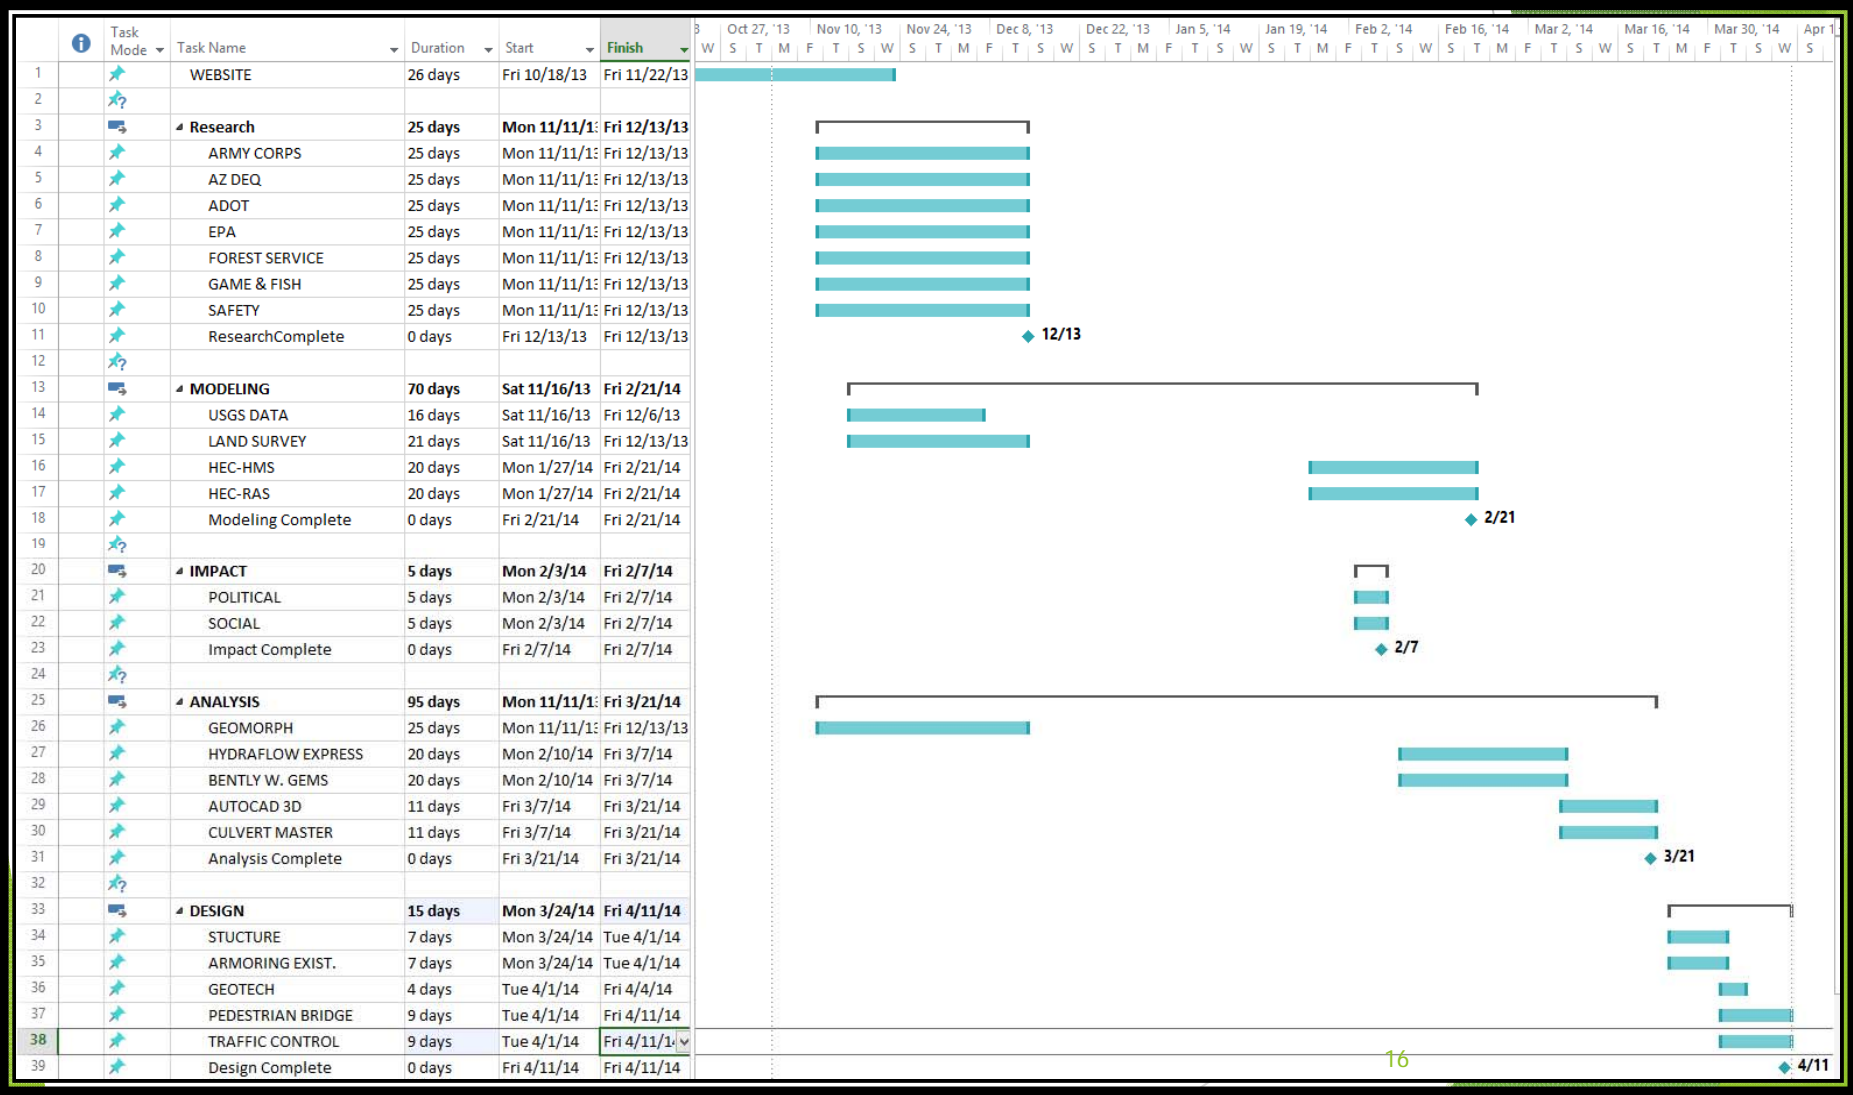 Task Mode Task Name Duration Start Finish
3 Oct 27, '13 Nov 10, '13 Nov 24, '13 Dec 8, '13 Dec 22, '13 Jan 5, '14 Jan 19, '14 Feb 2, '14 Feb 16, '14 Mar 2, '14 Mar 16, '14 Mar 30, '14 Apr 1
W S T M F T S W S T M F T S W S T M F T S W S T M F T S W S T M F T S W S T M F T S W S
1 WEBSITE 26 days Fri 10/18/13 Fri 11/22/13
2
3 Research 25 days Mon 11/11/13 Fri 12/13/13
4 ARMY CORPS 25 days Mon 11/11/13 Fri 12/13/13
5 AZ DEQ 25 days Mon 11/11/13 Fri 12/13/13
6 ADOT 25 days Mon 11/11/13 Fri 12/13/13
7 EPA 25 days Mon 11/11/13 Fri 12/13/13
8 FOREST SERVICE 25 days Mon 11/11/13 Fri 12/13/13
9 GAME & FISH 25 days Mon 11/11/13 Fri 12/13/13
10 SAFETY 25 days Mon 11/11/13 Fri 12/13/13
11 ResearchComplete 0 days Fri 12/13/13 Fri 12/13/13 12/13
12
13 MODELING 70 days Sat 11/16/13 Fri 2/21/14
14 USGS DATA 16 days Sat 11/16/13 Fri 12/6/13
15 LAND SURVEY 21 days Sat 11/16/13 Fri 12/13/13
16 HEC-HMS 20 days Mon 1/27/14 Fri 2/21/14
17 HEC-RAS 20 days Mon 1/27/14 Fri 2/21/14
18 Modeling Complete 0 days Fri 2/21/14 Fri 2/21/14 2/21
19
20 IMPACT 5 days Mon 2/3/14 Fri 2/7/14
21 POLITICAL 5 days Mon 2/3/14 Fri 2/7/14
22 SOCIAL 5 days Mon 2/3/14 Fri 2/7/14
23 Impact Complete 0 days Fri 2/7/14 Fri 2/7/14 2/7
24
25 ANALYSIS 95 days Mon 11/11/13 Fri 3/21/14
26 GEOMORPH 25 days Mon 11/11/13 Fri 12/13/13
27 HYDRAFLOW EXPRESS 20 days Mon 2/10/14 Fri 3/7/14
28 BENTLY W. GEMS 20 days Mon 2/10/14 Fri 3/7/14
29 AUTOCAD 3D 11 days Fri 3/7/14 Fri 3/21/14
30 CULVERT MASTER 11 days Fri 3/7/14 Fri 3/21/14
31 Analysis Complete 0 days Fri 3/21/14 Fri 3/21/14 3/21
32
33 DESIGN 15 days Mon 3/24/14 Fri 4/11/14
34 STUCTURE 7 days Mon 3/24/14 Tue 4/1/14
35 ARMORING EXIST. 7 days Mon 3/24/14 Tue 4/1/14
36 GEOTECH 4 days Tue 4/1/14 Fri 4/4/14
37 PEDESTRIAN BRIDGE 9 days Tue 4/1/14 Fri 4/11/14
38 TRAFFIC CONTROL 9 days Tue 4/1/14 Fri 4/11/14
16
39 Design Complete 0 days Fri 4/11/14 Fri 4/11/14 4/11